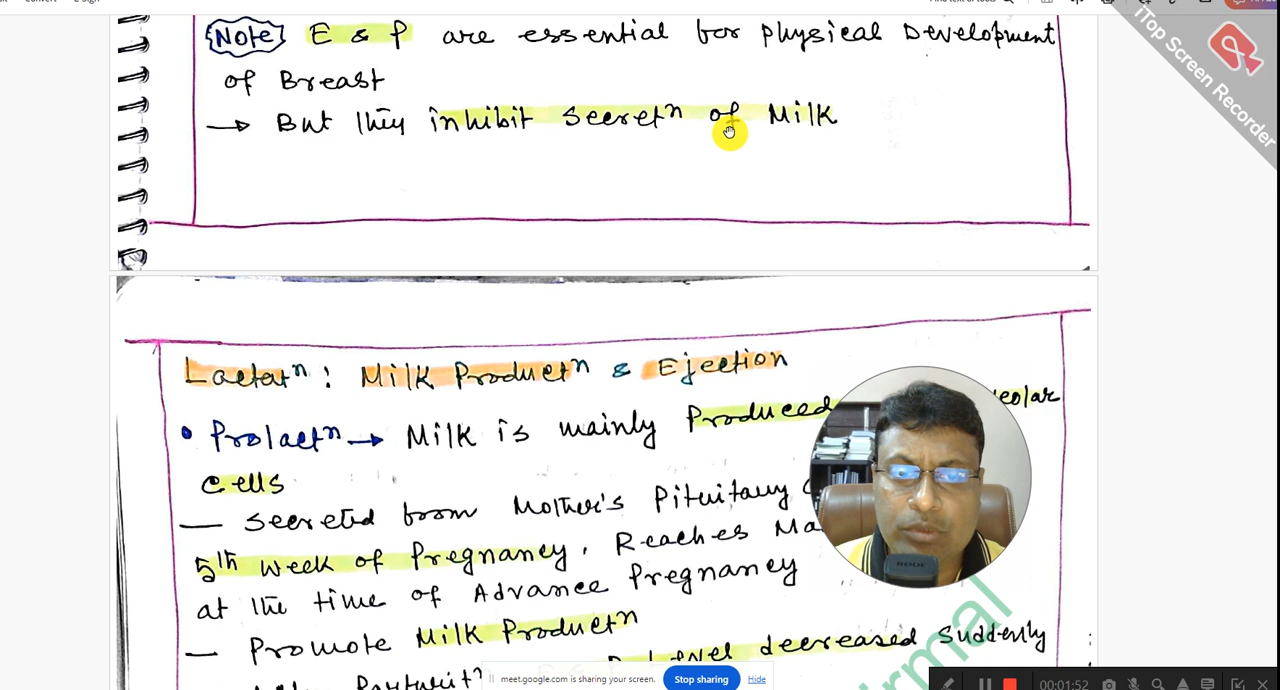 Note E & P are essential for Physical Development
of Breast
→ But they inhibit Secretⁿ of Milk
Lactatⁿ : Milk Productⁿ & Ejection
• Prolactⁿ → Milk is mainly Produced eolar
cells
— Secreted from Mother's Pituitary
5th Week of Pregnancy. Reaches Ma
at the time of Advance Pregnancy
— Promote Milk Productⁿ
level decreased Suddenly
iTop Screen Recorder
RODE
meet.google.com is sharing your screen. Stop sharing Hide
00:01:52